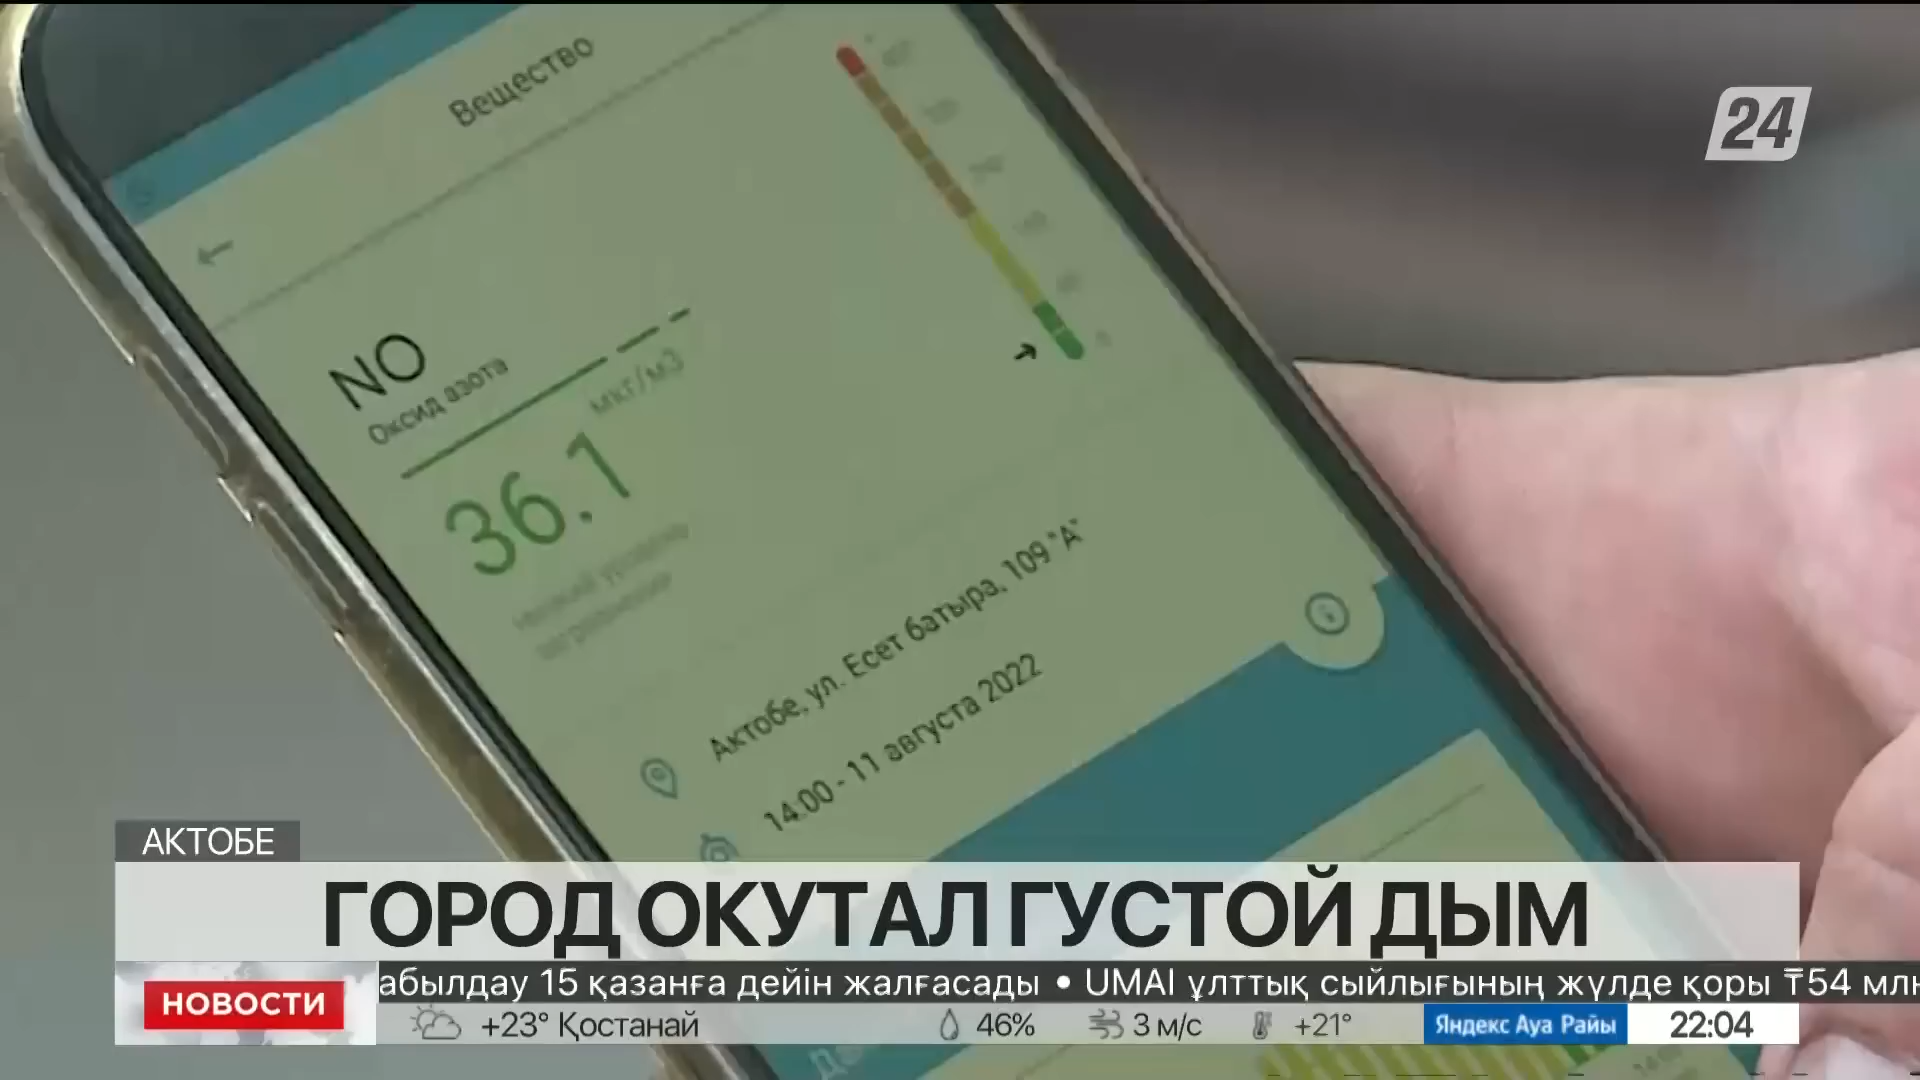 Вещество
24
NO
Оксид азота
мкг/м3
36.1
Актобе, ул. Есет батыра, 109 "А"
14:00 - 11 августа 2022
АКТОБЕ
ГОРОД ОКУТАЛ ГУСТОЙ ДЫМ
НОВОСТИ
абылдау 15 қазанға дейін жалғасады • UMAI ұлттық сыйлығының жүлде қоры ₸54 млн
+23° Қостанай 46% 3 м/с +21° Яндекс Ауа Райы 22:04